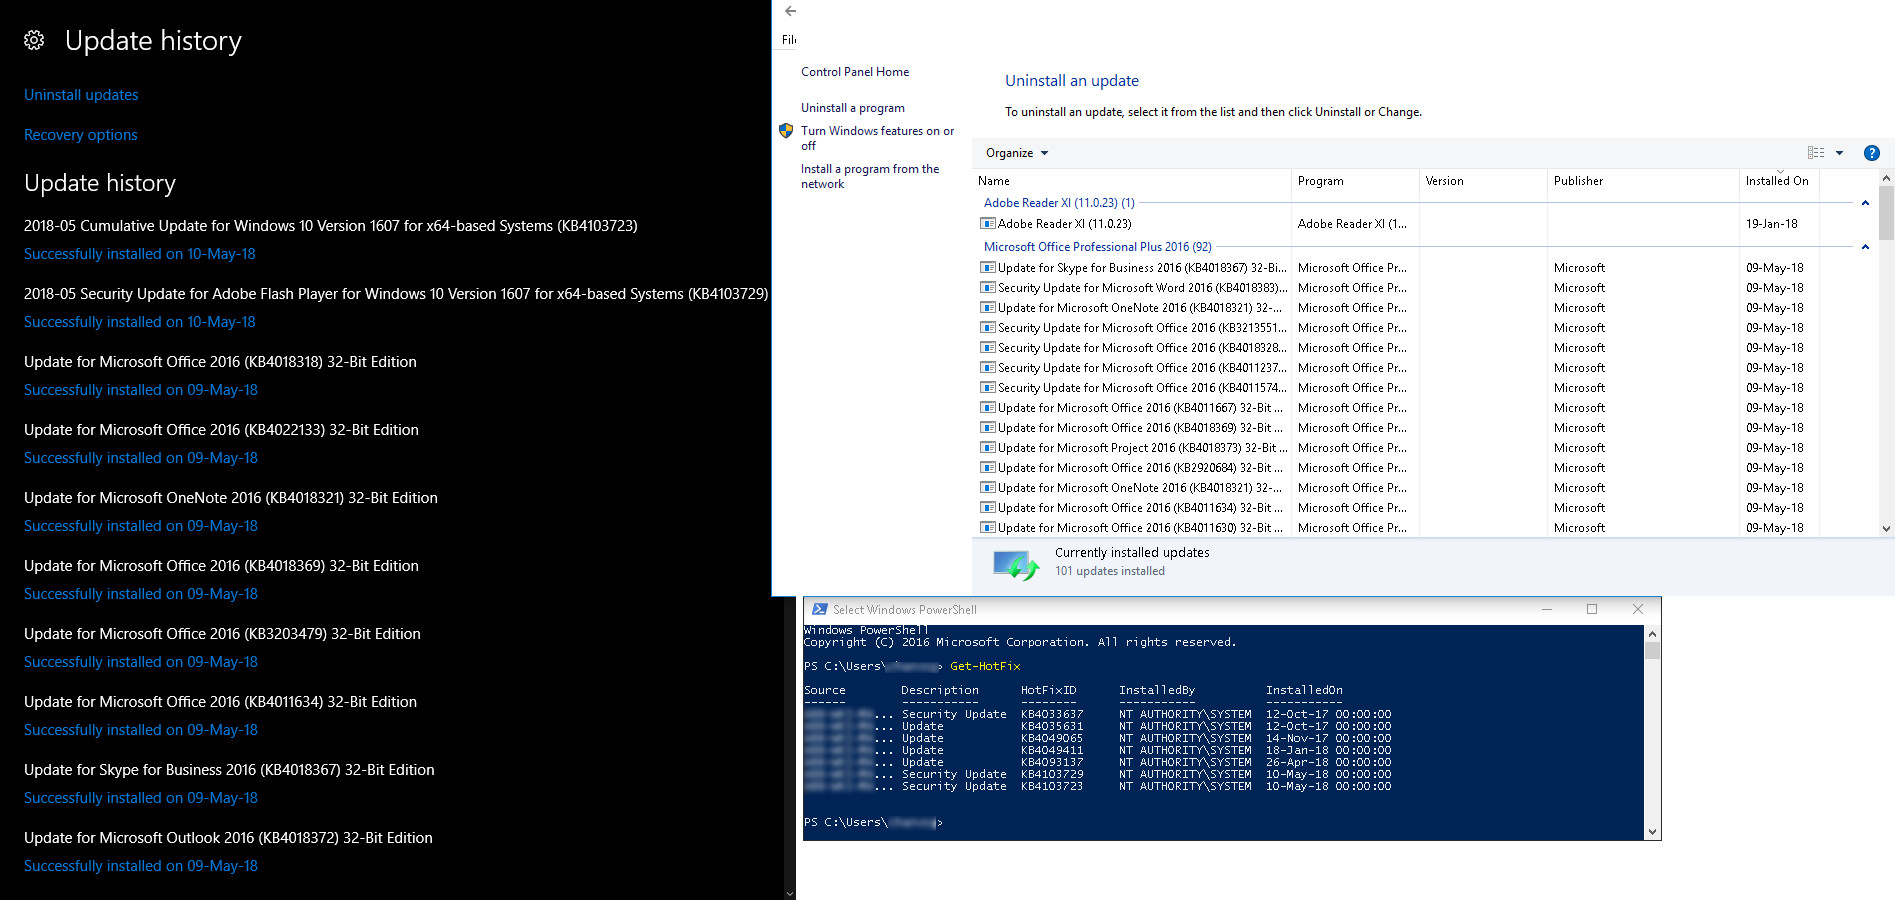 Update history
Uninstall updates
Recovery options
Update history
2018-05 Cumulative Update for Windows 10 Version 1607 for x64-based Systems (KB4103723)
Successfully installed on 10-May-18
2018-05 Security Update for Adobe Flash Player for Windows 10 Version 1607 for x64-based Systems (KB4103729)
Successfully installed on 10-May-18
Update for Microsoft Office 2016 (KB4018318) 32-Bit Edition
Successfully installed on 09-May-18
Update for Microsoft Office 2016 (KB4022133) 32-Bit Edition
Successfully installed on 09-May-18
Update for Microsoft OneNote 2016 (KB4018321) 32-Bit Edition
Successfully installed on 09-May-18
Update for Microsoft Office 2016 (KB4018369) 32-Bit Edition
Successfully installed on 09-May-18
Update for Microsoft Office 2016 (KB3203479) 32-Bit Edition
Successfully installed on 09-May-18
Update for Microsoft Office 2016 (KB4011634) 32-Bit Edition
Successfully installed on 09-May-18
Update for Skype for Business 2016 (KB4018367) 32-Bit Edition
Successfully installed on 09-May-18
Update for Microsoft Outlook 2016 (KB4018372) 32-Bit Edition
Successfully installed on 09-May-18
Control Panel Home
Uninstall a program
Turn Windows features on or
off
Install a program from the
network
Uninstall an update
To uninstall an update, select it from the list and then click Uninstall or Change.
Organize
Name Program Version Publisher Installed On
Adobe Reader XI (11.0.23) (1)
Adobe Reader XI (11.0.23) Adobe Reader XI (1... 19-Jan-18
Microsoft Office Professional Plus 2016 (92)
Update for Skype for Business 2016 (KB4018367) 32-Bi... Microsoft Office Pr... Microsoft 09-May-18
Security Update for Microsoft Word 2016 (KB4018383)... Microsoft Office Pr... Microsoft 09-May-18
Update for Microsoft OneNote 2016 (KB4018321) 32-... Microsoft Office Pr... Microsoft 09-May-18
Security Update for Microsoft Office 2016 (KB3213551... Microsoft Office Pr... Microsoft 09-May-18
Security Update for Microsoft Office 2016 (KB4018328... Microsoft Office Pr... Microsoft 09-May-18
Security Update for Microsoft Office 2016 (KB4011237... Microsoft Office Pr... Microsoft 09-May-18
Security Update for Microsoft Office 2016 (KB4011574... Microsoft Office Pr... Microsoft 09-May-18
Update for Microsoft Office 2016 (KB4011667) 32-Bit ... Microsoft Office Pr... Microsoft 09-May-18
Update for Microsoft Office 2016 (KB4018369) 32-Bit ... Microsoft Office Pr... Microsoft 09-May-18
Update for Microsoft Project 2016 (KB4018373) 32-Bit ... Microsoft Office Pr... Microsoft 09-May-18
Update for Microsoft Office 2016 (KB2920684) 32-Bit ... Microsoft Office Pr... Microsoft 09-May-18
Update for Microsoft OneNote 2016 (KB4018321) 32-... Microsoft Office Pr... Microsoft 09-May-18
Update for Microsoft Office 2016 (KB4011634) 32-Bit ... Microsoft Office Pr... Microsoft 09-May-18
Update for Microsoft Office 2016 (KB4011630) 32-Bit ... Microsoft Office Pr... Microsoft 09-May-18
Currently installed updates
101 updates installed
Select Windows PowerShell
Windows PowerShell
Copyright (C) 2016 Microsoft Corporation. All rights reserved.
PS C:\Users\ > Get-HotFix
Source Description HotFixID InstalledBy InstalledOn
------ ----------- -------- ----------- -----------
... Security Update KB4033637 NT AUTHORITY\SYSTEM 12-Oct-17 00:00:00
... Update KB4035631 NT AUTHORITY\SYSTEM 12-Oct-17 00:00:00
... Update KB4049065 NT AUTHORITY\SYSTEM 14-Nov-17 00:00:00
... Update KB4049411 NT AUTHORITY\SYSTEM 18-Jan-18 00:00:00
... Update KB4093137 NT AUTHORITY\SYSTEM 26-Apr-18 00:00:00
... Security Update KB4103729 NT AUTHORITY\SYSTEM 10-May-18 00:00:00
... Security Update KB4103723 NT AUTHORITY\SYSTEM 10-May-18 00:00:00
PS C:\Users\ >